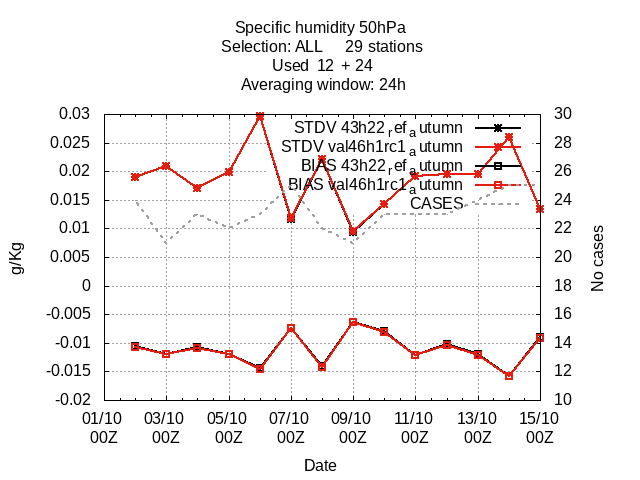 Specific humidity 50hPa
Selection: ALL     29 stations
Used  12  + 24
Averaging window: 24h
STDV 43h22_ref_autumn
STDV val46h1rc1_autumn
BIAS 43h22_ref_autumn
BIAS val46h1rc1_autumn
CASES
0.03
0.025
0.02
0.015
0.01
0.005
0
-0.005
-0.01
-0.015
-0.02
g/Kg
30
28
26
24
22
20
18
16
14
12
10
No cases
01/10 03/10 05/10 07/10 09/10 11/10 13/10 15/10
00Z 00Z 00Z 00Z 00Z 00Z 00Z 00Z
Date